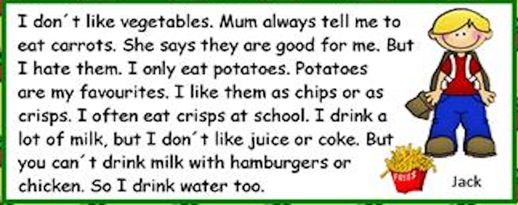 I don´t like vegetables. Mum always tell me to
eat carrots. She says they are good for me. But
I hate them. I only eat potatoes. Potatoes
are my favourites. I like them as chips or as
crisps. I often eat crisps at school. I drink a
lot of milk, but I don´t like juice or coke. But
you can´t drink milk with hamburgers or
chicken. So I drink water too.
FRIES
Jack